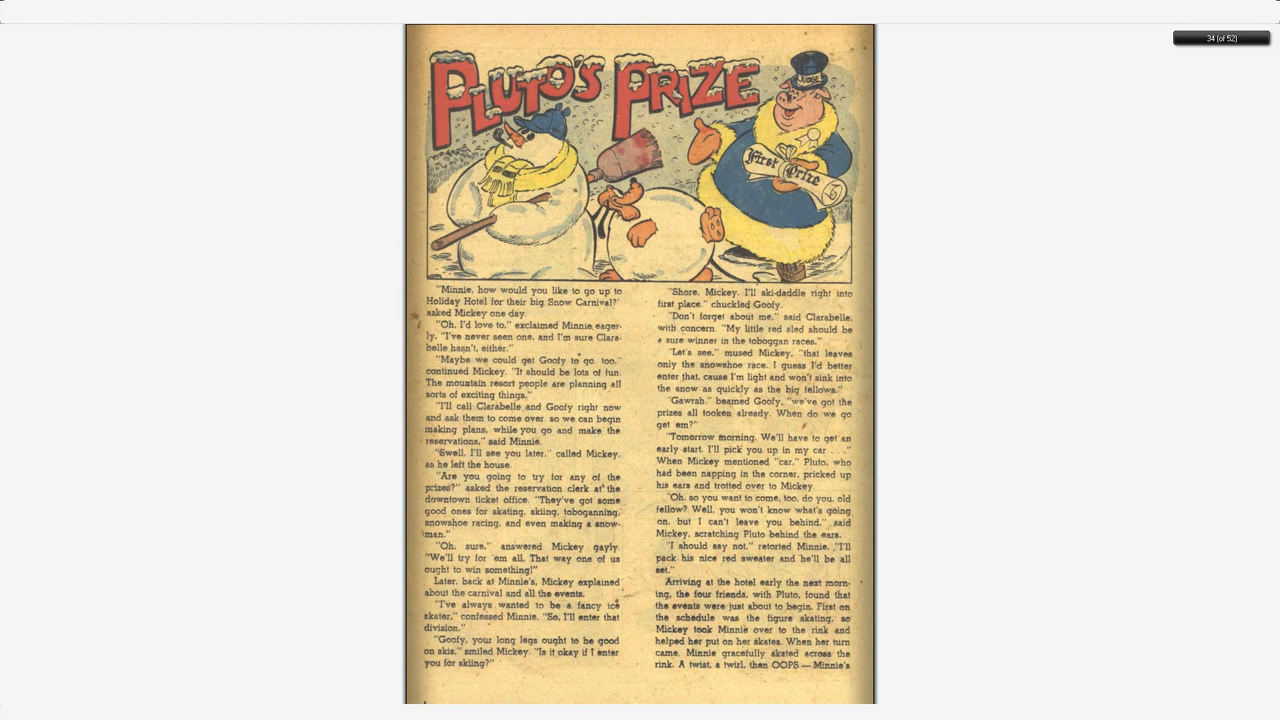 34 (of 52)
PLUTO'S PRIZE
JUDGE
First Prize
"Minnie, how would you like to go up to
Holiday Hotel for their big Snow Carnival?"
asked Mickey one day.
"Oh, I'd love to," exclaimed Minnie eager-
ly, "I've never seen one, and I'm sure Clara-
belle hasn't, either."
"Maybe we could get Goofy to go, too,"
continued Mickey. "It should be lots of fun.
The mountain resort people are planning all
sorts of exciting things."
"I'll call Clarabelle and Goofy right now
and ask them to come over, so we can begin
making plans, while you go and make the
reservations," said Minnie.
"Swell, I'll see you later," called Mickey,
as he left the house.
"Are you going to try for any of the
prizes?" asked the reservation clerk at the
downtown ticket office. "They've got some
good ones for skating, skiing, toboganning,
snowshoe racing, and even making a snow-
man."
"Oh, sure," answered Mickey gayly.
"We'll try for 'em all. That way one of us
ought to win something!"
Later, back at Minnie's, Mickey explained
about the carnival and all the events.
"I've always wanted to be a fancy ice
skater," confessed Minnie. "So, I'll enter that
division."
"Goofy, your long legs ought to be good
on skis," smiled Mickey. "Is it okay if I enter
you for skiing?"
"Shore, Mickey. I'll ski-daddle right into
first place," chuckled Goofy.
"Don't forget about me," said Clarabelle,
with concern. "My little red sled should be
a sure winner in the toboggan races."
"Let's see," mused Mickey, "that leaves
only the snowshoe race. I guess I'd better
enter that, cause I'm light and won't sink into
the snow as quickly as the big fellows."
"Gawrsh," beamed Goofy, "we've got the
prizes all tooken already. When do we go
get 'em?"
"Tomorrow morning. We'll have to get an
early start. I'll pick you up in my car . . ."
When Mickey mentioned "car," Pluto, who
had been napping in the corner, pricked up
his ears and trotted over to Mickey.
"Oh, so you want to come, too, do you, old
fellow? Well, you won't know what's going
on, but I can't leave you behind," said
Mickey, scratching Pluto behind the ears.
"I should say not," retorted Minnie. "I'll
pack his nice red sweater and he'll be all
set."
Arriving at the hotel early the next morn-
ing, the four friends, with Pluto, found that
the events were just about to begin. First on
the schedule was the figure skating, so
Mickey took Minnie over to the rink and
helped her put on her skates. When her turn
came, Minnie gracefully skated across the
rink. A twist, a twirl, then OOPS — Minnie's